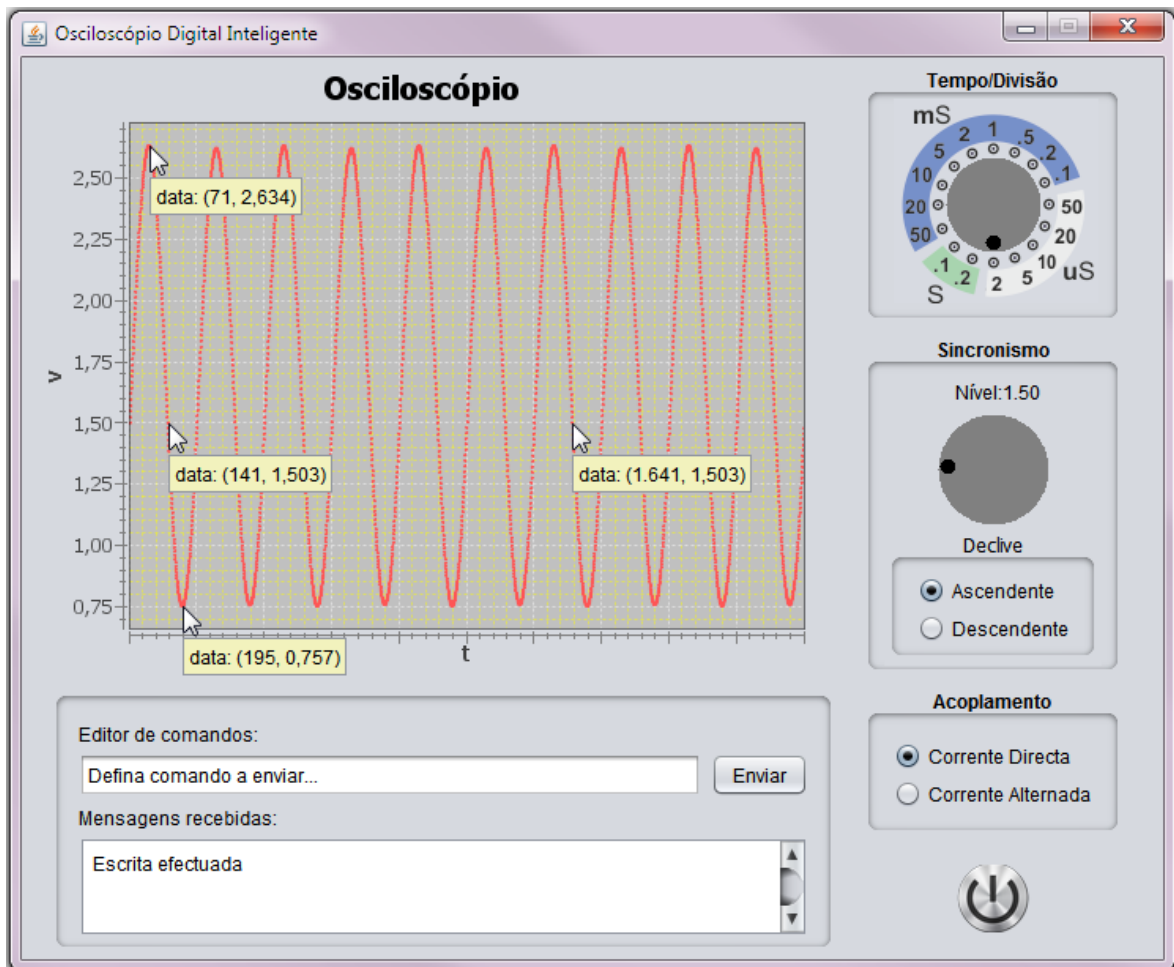 Osciloscópio Digital Inteligente
Osciloscópio
2,50
2,25
2,00
1,75
1,50
1,25
1,00
0,75
v
t
data: (71, 2,634)
data: (141, 1,503)
data: (1.641, 1,503)
data: (195, 0,757)
Tempo/Divisão
mS
50
20
10
5
2
1
.5
.2
.1
50
20
10
5
2
uS
.2
.1
S
Sincronismo
Nível:1.50
Declive
Ascendente
Descendente
Acoplamento
Corrente Directa
Corrente Alternada
Editor de comandos:
Defina comando a enviar...
Enviar
Mensagens recebidas:
Escrita efectuada